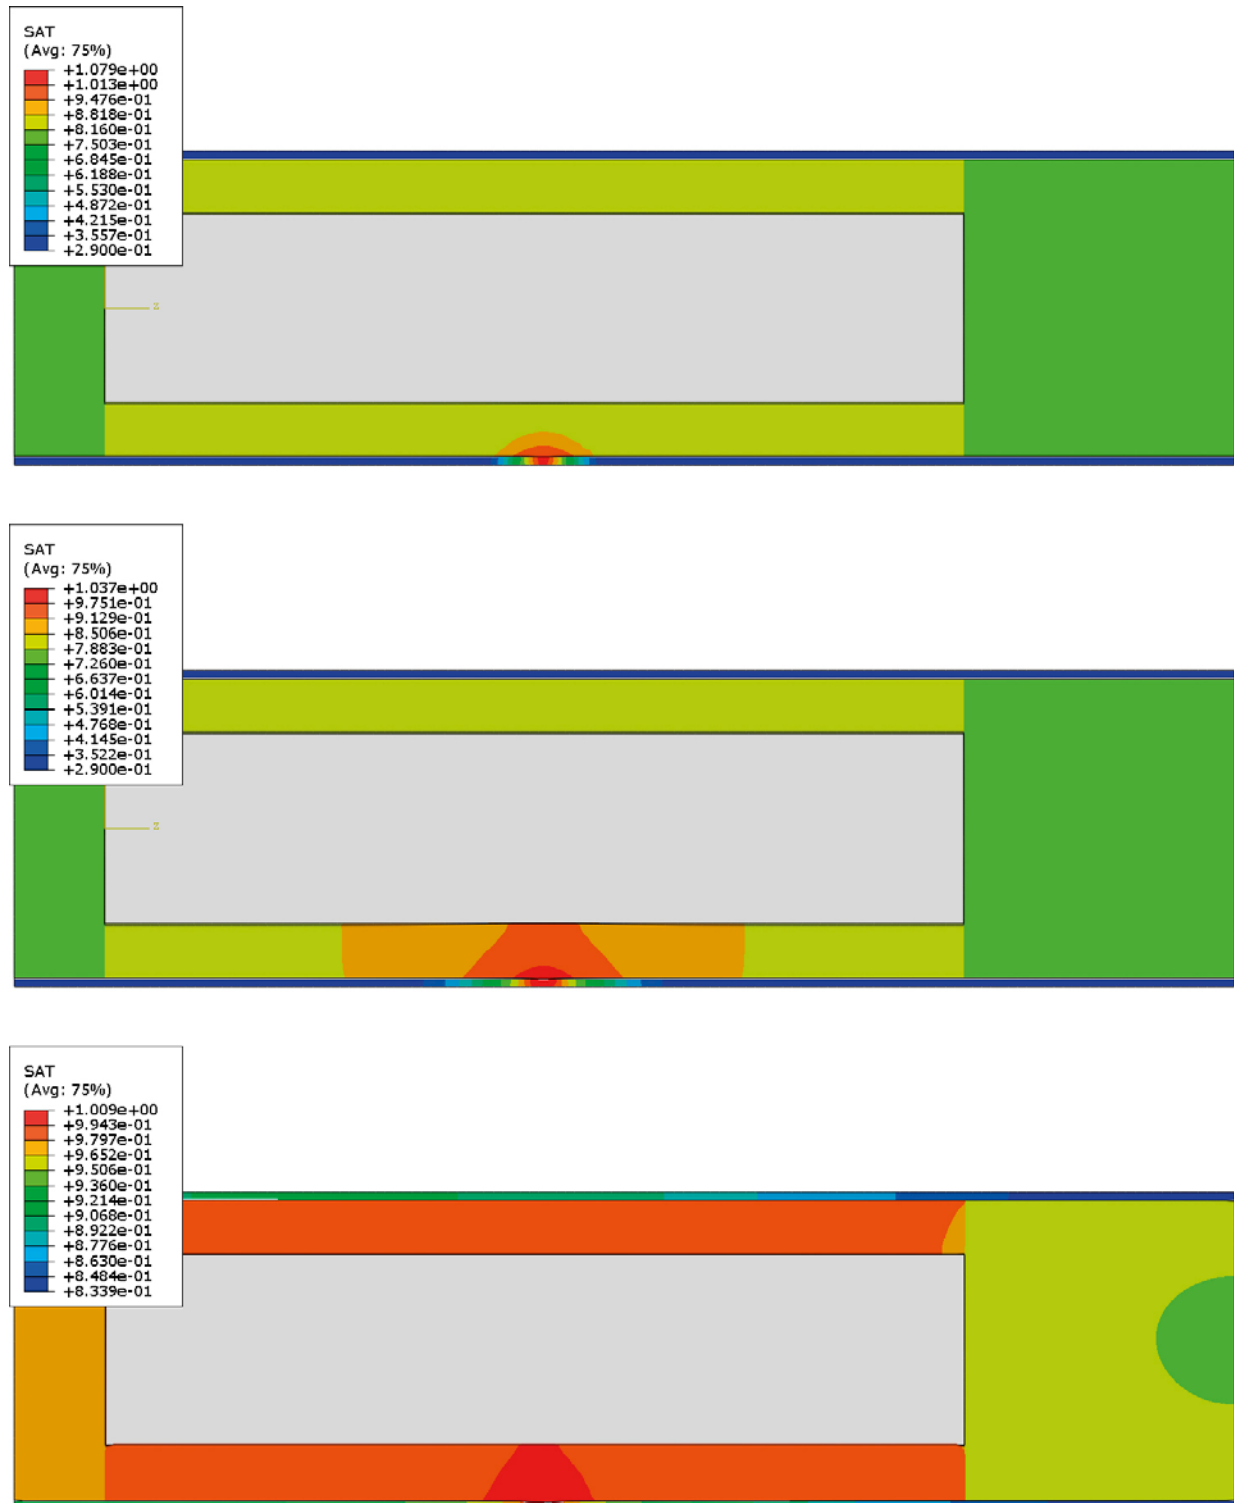 SAT
(Avg: 75%)
+1.079e+00
+1.013e+00
+9.476e-01
+8.818e-01
+8.160e-01
+7.503e-01
+6.845e-01
+6.188e-01
+5.530e-01
+4.872e-01
+4.215e-01
+3.557e-01
+2.900e-01
z
SAT
(Avg: 75%)
+1.037e+00
+9.751e-01
+9.129e-01
+8.506e-01
+7.883e-01
+7.260e-01
+6.637e-01
+6.014e-01
+5.391e-01
+4.768e-01
+4.145e-01
+3.522e-01
+2.900e-01
z
SAT
(Avg: 75%)
+1.009e+00
+9.943e-01
+9.797e-01
+9.652e-01
+9.506e-01
+9.360e-01
+9.214e-01
+9.068e-01
+8.922e-01
+8.776e-01
+8.630e-01
+8.484e-01
+8.339e-01